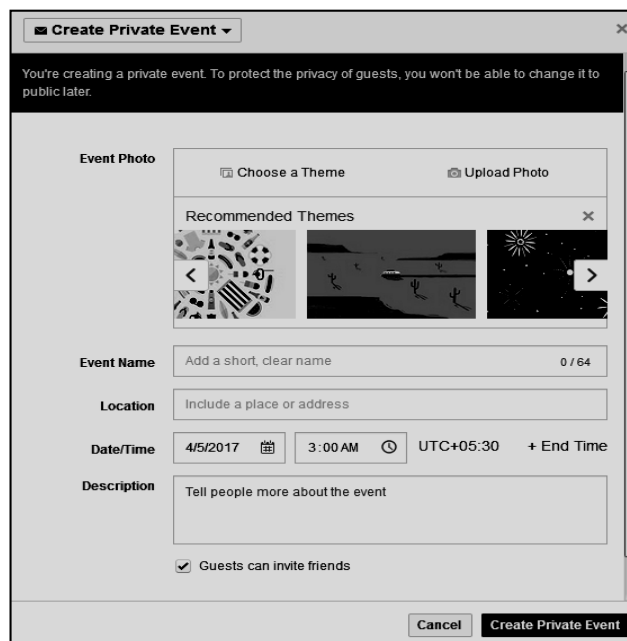 Create Private Event
You're creating a private event. To protect the privacy of guests, you won't be able to change it to
public later.
Event Photo
Choose a Theme
Upload Photo
Recommended Themes
Event Name
Add a short, clear name
0 / 64
Location
Include a place or address
Date/Time
4/5/2017
3:00 AM
UTC+05:30
+ End Time
Description
Tell people more about the event
Guests can invite friends
Cancel
Create Private Event